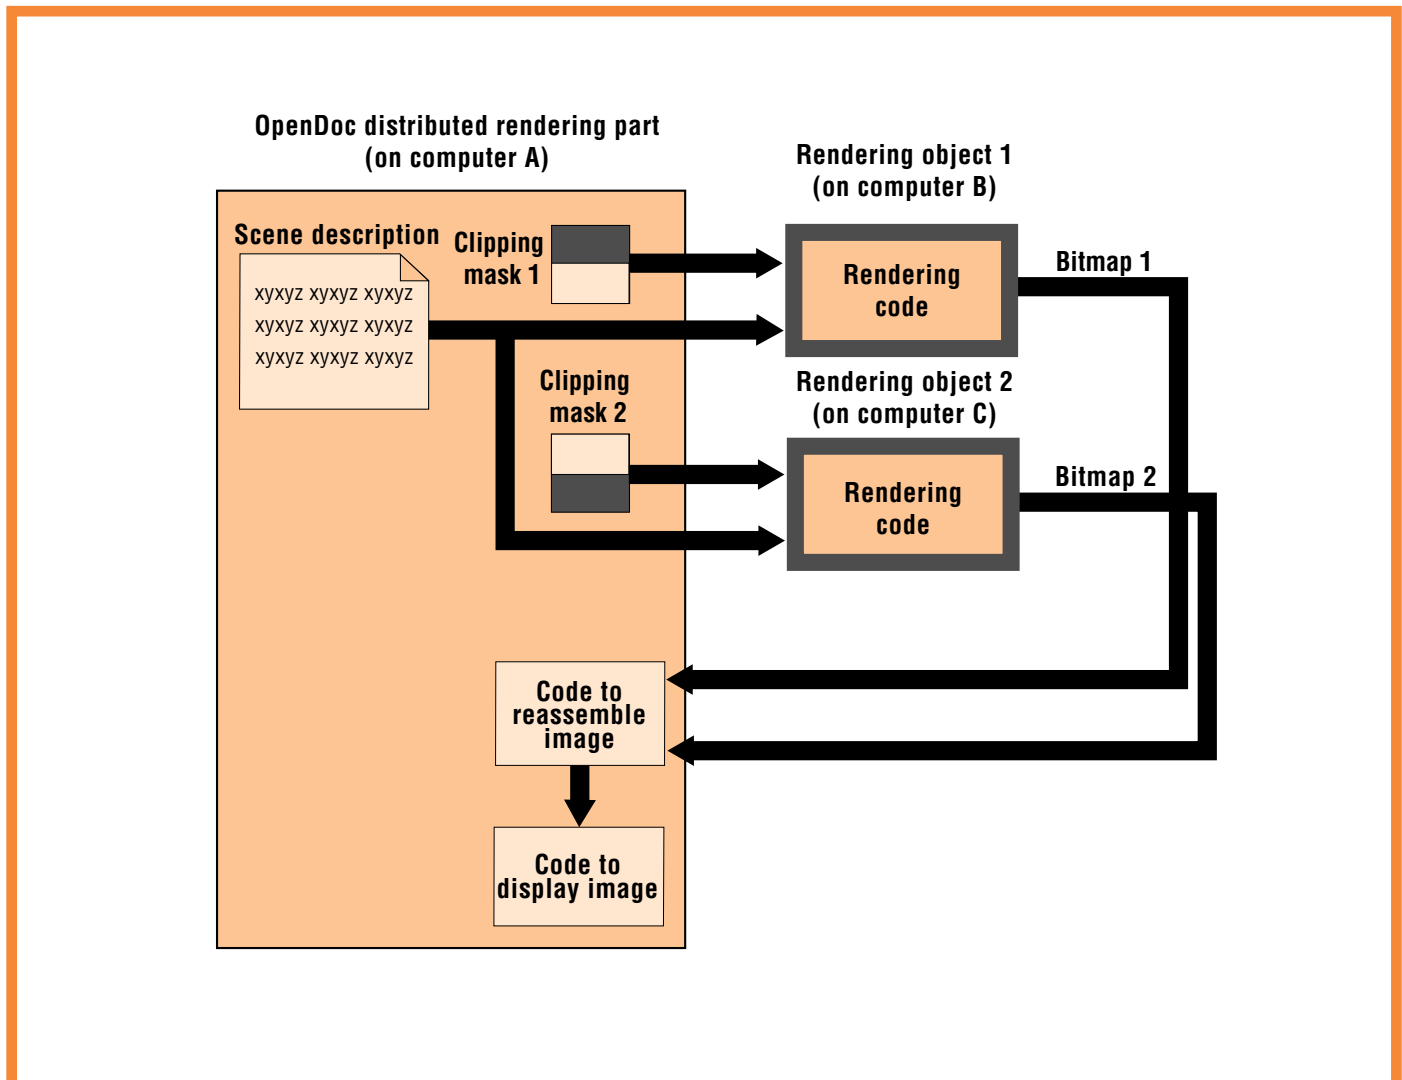 OpenDoc distributed rendering part
(on computer A)
Rendering object 1
(on computer B)
Scene description
xyxyz xyxyz xyxyz
xyxyz xyxyz xyxyz
xyxyz xyxyz xyxyz
Clipping
mask 1
Rendering
code
Bitmap 1
Clipping
mask 2
Rendering object 2
(on computer C)
Rendering
code
Bitmap 2
Code to
reassemble
image
Code to
display image